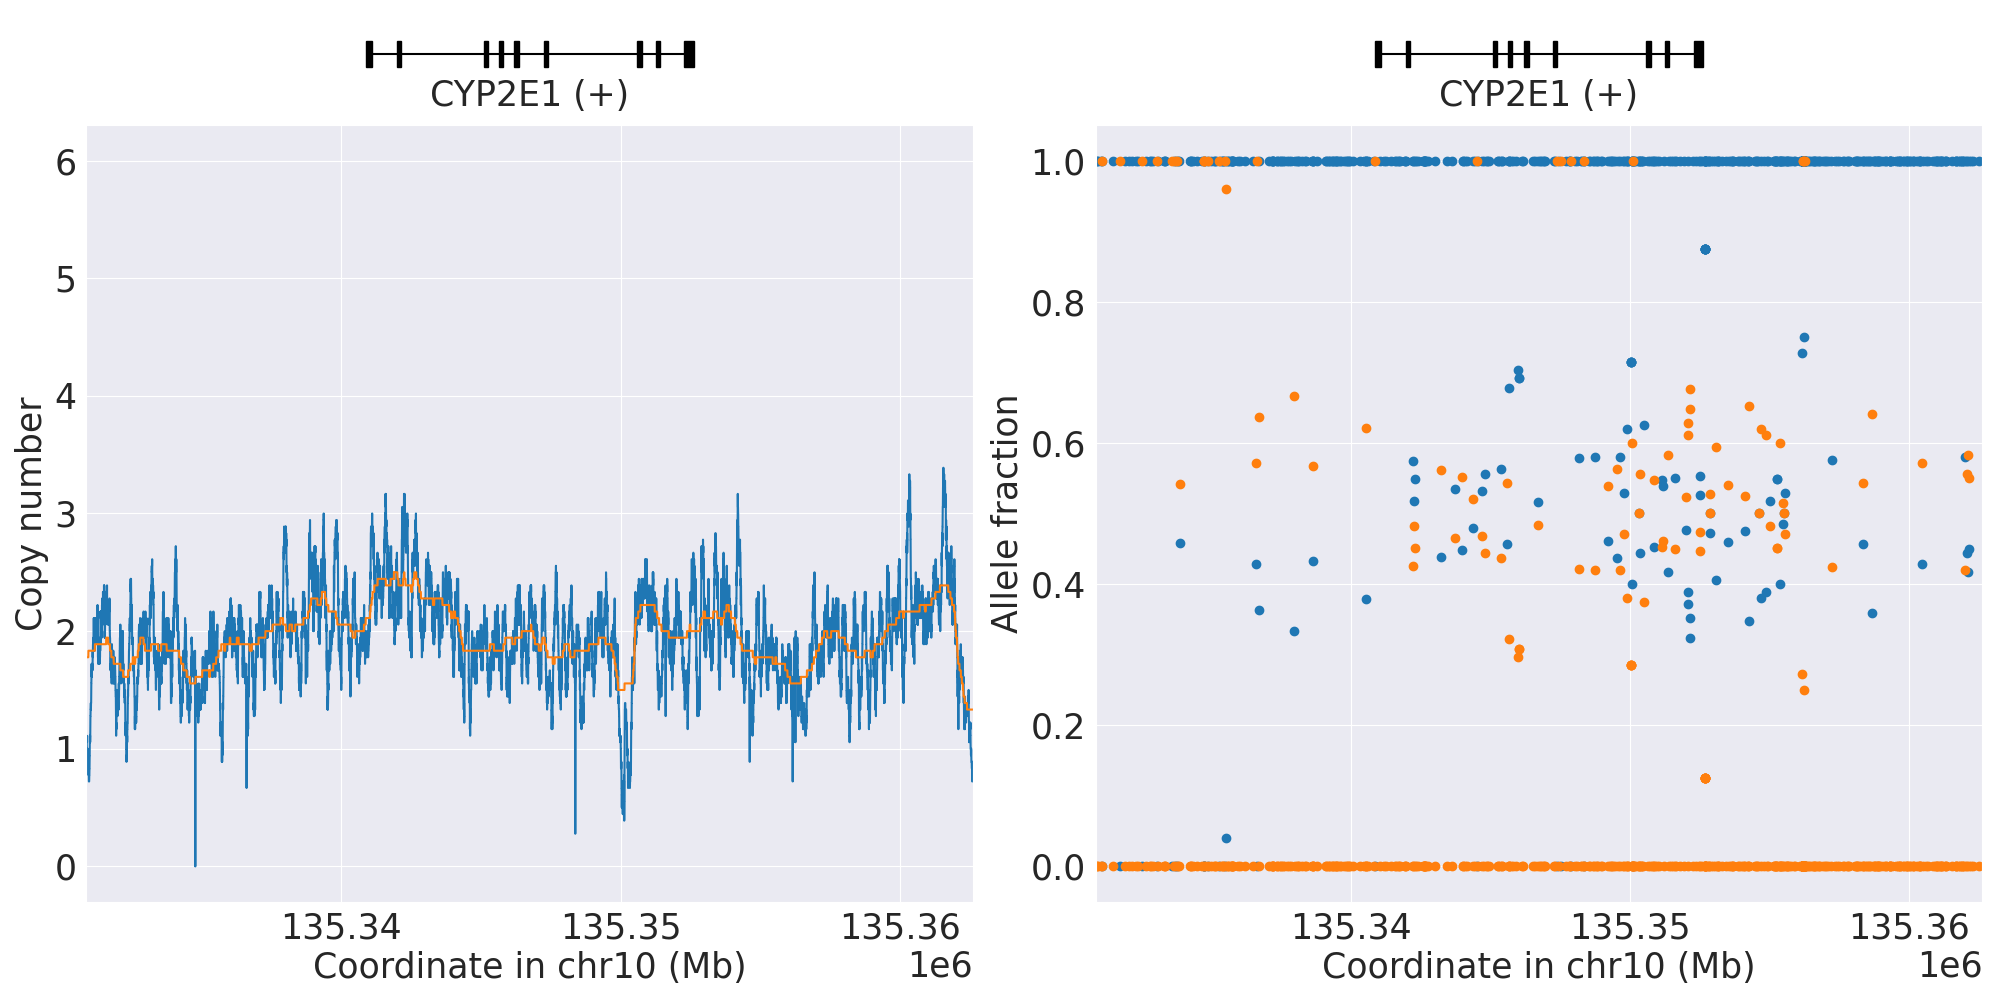 CYP2E1 (+)
6
5
4
3
2
1
0
Copy number
135.34 135.35 135.36
Coordinate in chr10 (Mb)
1e6
CYP2E1 (+)
1.0
0.8
0.6
0.4
0.2
0.0
Allele fraction
135.34 135.35 135.36
Coordinate in chr10 (Mb)
1e6